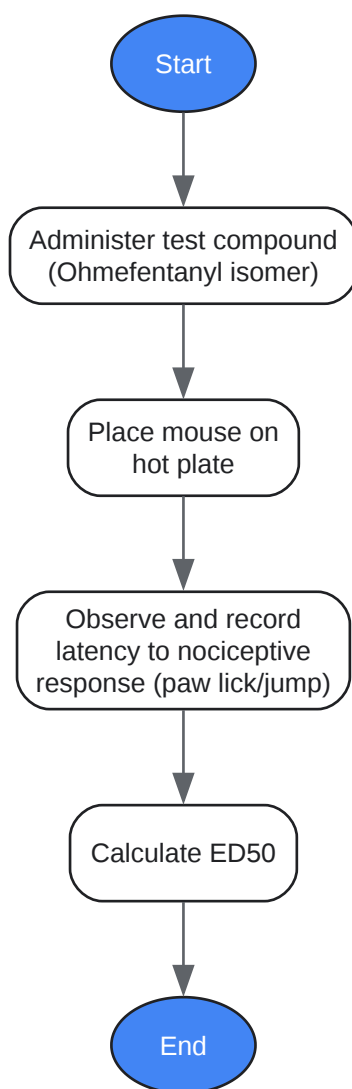 Start
Administer test compound
(Ohmefentanyl isomer)
Place mouse on
hot plate
Observe and record
latency to nociceptive
response (paw lick/jump)
Calculate ED50
End